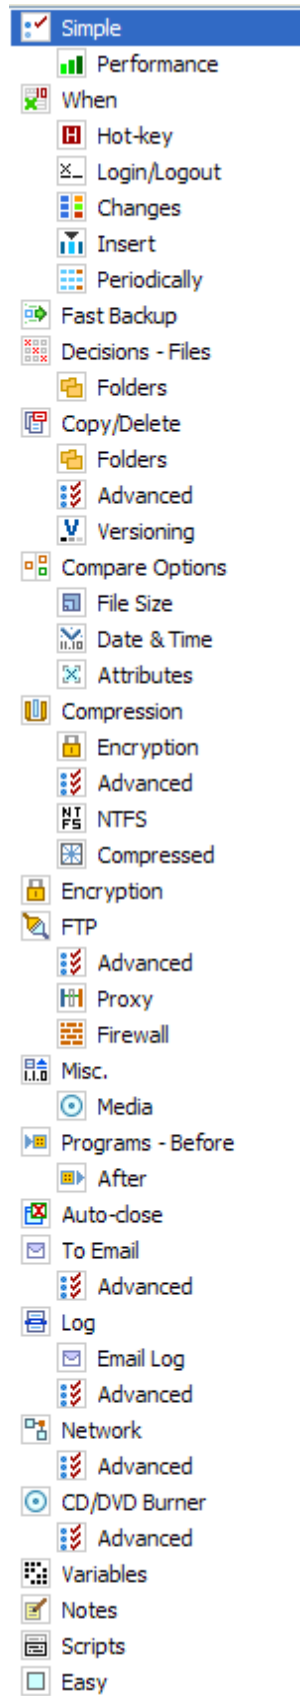 Simple
Performance
When
Hot-key
Login/Logout
Changes
Insert
Periodically
Fast Backup
Decisions - Files
Folders
Copy/Delete
Folders
Advanced
Versioning
Compare Options
File Size
Date & Time
Attributes
Compression
Encryption
Advanced
NTFS
Compressed
Encryption
FTP
Advanced
Proxy
Firewall
Misc.
Media
Programs - Before
After
Auto-close
To Email
Advanced
Log
Email Log
Advanced
Network
Advanced
CD/DVD Burner
Advanced
Variables
Notes
Scripts
Easy